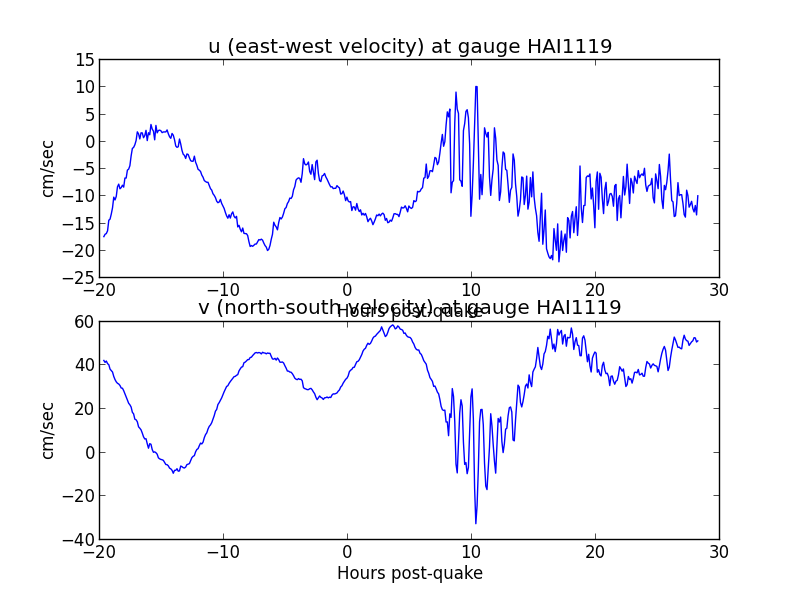 u (east-west velocity) at gauge HAI1119
15
10
5
0
−5
−10
−15
−20
−25
cm/sec
−20 −10 0 10 20 30
Hours post-quake
v (north-south velocity) at gauge HAI1119
60
40
20
0
−20
−40
cm/sec
−20 −10 0 10 20 30
Hours post-quake